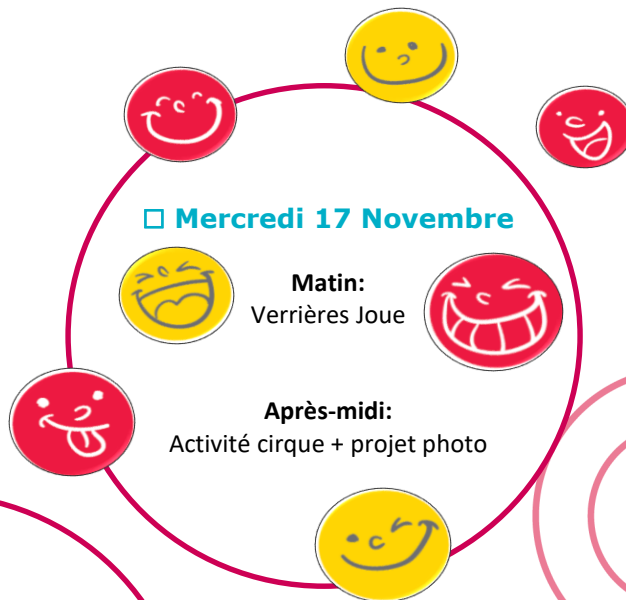 ☐ Mercredi 17 Novembre
Matin:
Verrières Joue
Après-midi:
Activité cirque + projet photo